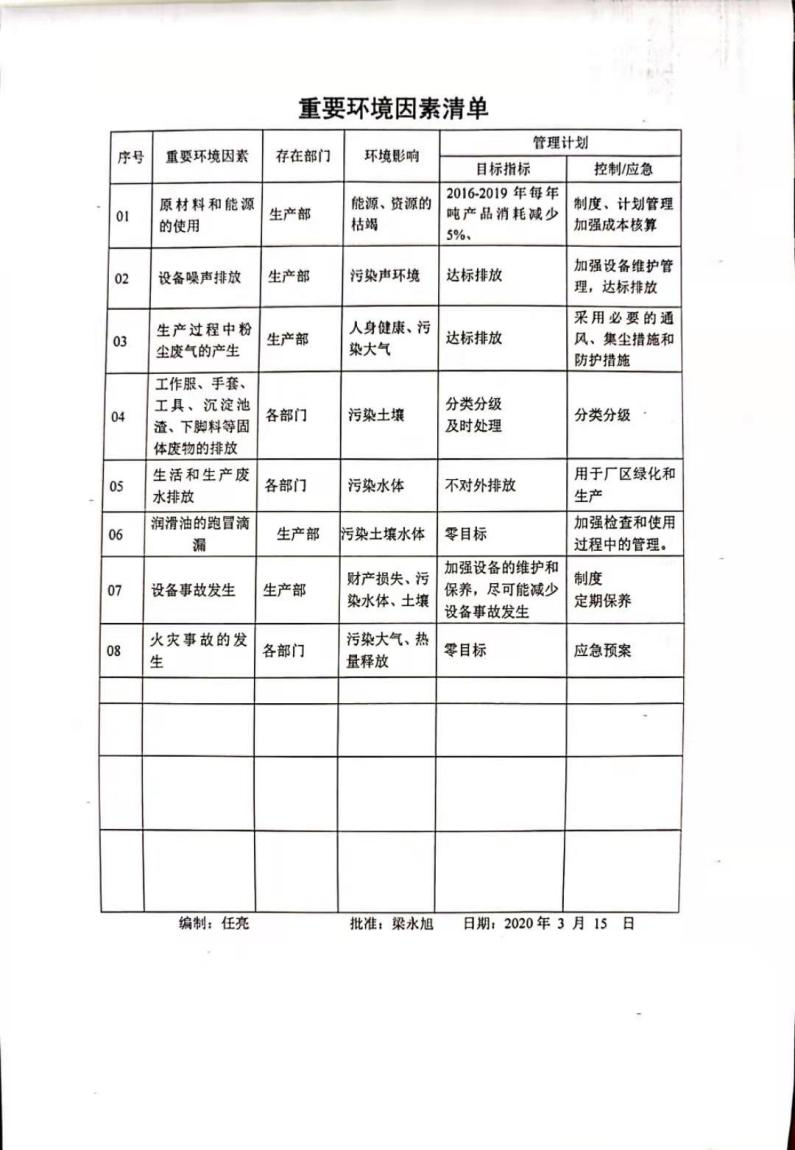 重要环境因素清单
序号 重要环境因素 存在部门 环境影响 管理计划
目标指标 控制/应急
01 原材料和能源 生产部 能源、资源的 2016-2019 年每年 制度、计划管理
的使用 枯竭 吨产品消耗减少 加强成本核算
5%、
02 设备噪声排放 生产部 污染声环境 达标排放 加强设备维护管
理，达标排放
03 生产过程中粉 生产部 人身健康、污 达标排放 采用必要的通
尘废气的产生 染大气 风、集尘措施和
防护措施
04 工作服、手套、 各部门 污染土壤 分类分级 分类分级
工具、沉淀池 及时处理
渣、下脚料等固
体废物的排放
05 生活和生产废 各部门 污染水体 不对外排放 用于厂区绿化和
水排放 生产
06 润滑油的跑冒滴 生产部 污染土壤水体 零目标 加强检查和使用
漏 过程中的管理。
07 设备事故发生 生产部 财产损失、污 加强设备的维护和 制度
染水体、土壤 保养，尽可能减少 定期保养
设备事故发生
08 火灾事故的发 各部门 污染大气、热 零目标 应急预案
生 量释放
编制：任亮 批准：梁永旭 日期：2020 年 3 月 15 日